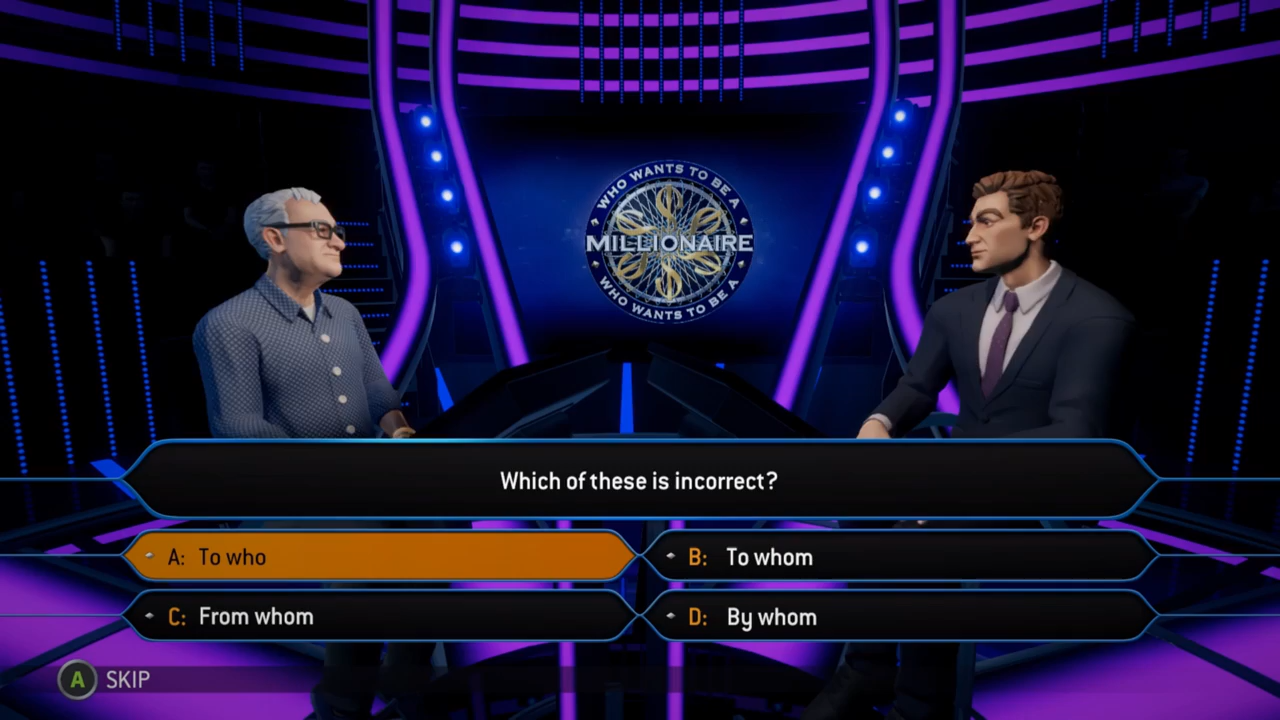 WHO WANTS TO BE A
MILLIONAIRE
WHO WANTS TO BE A
Which of these is incorrect?
A: To who
B: To whom
C: From whom
D: By whom
A SKIP